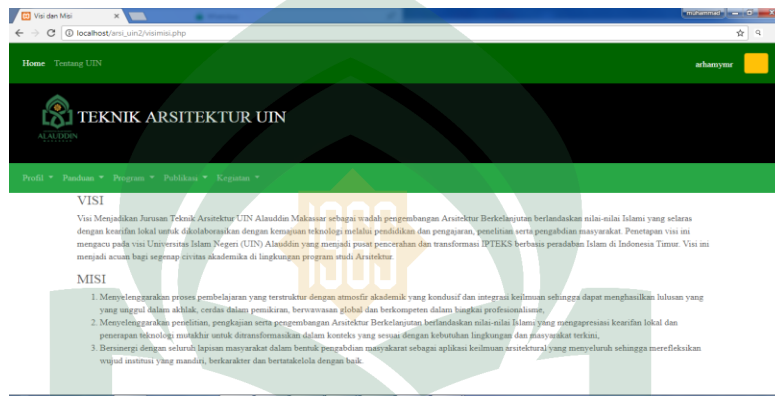 Visi dan Misi
muhammad
localhost/arsi_uin2/visimisi.php
Home Tentang UIN
arhamymr
TEKNIK ARSITEKTUR UIN
ALAUDDIN
Profil Panduan Program Publikasi Kegiatan
VISI
Visi Menjadikan Jurusan Teknik Arsitektur UIN Alauddin Makassar sebagai wadah pengembangan Arsitektur Berkelanjutan berlandaskan nilai-nilai Islami yang selaras
dengan kearifan lokal untuk dikolaborasikan dengan kemajuan teknologi melalui pendidikan dan pengajaran, penelitian serta pengabdian masyarakat. Penetapan visi ini
mengacu pada visi Universitas Islam Negeri (UIN) Alauddin yang menjadi pusat pencerahan dan transformasi IPTEKS berbasis peradaban Islam di Indonesia Timur. Visi ini
menjadi acuan bagi segenap civitas akademika di lingkungan program studi Arsitektur.
MISI
1. Menyelenggarakan proses pembelajaran yang terstruktur dengan atmosfir akademik yang kondusif dan integrasi keilmuan sehingga dapat menghasilkan lulusan yang
yang unggul dalam akhlak, cerdas dalam pemikiran, berwawasan global dan berkompeten dalam bingkai profesionalisme,
2. Menyelenggarakan penelitian, pengkajian serta pengembangan Arsitektur Berkelanjutan berlandaskan nilai-nilai Islami yang mengapresiasi kearifan lokal dan
penerapan teknologi mutakhir untuk ditransformasikan dalam konteks yang sesuai dengan kebutuhan lingkungan dan masyarakat terkini,
3. Bersinergi dengan seluruh lapisan masyarakat dalam bentuk pengabdian masyakarat sebagai aplikasi keilmuan arsitektural yang menyeluruh sehingga merefleksikan
wujud institusi yang mandiri, berkarakter dan bertatakelola dengan baik.